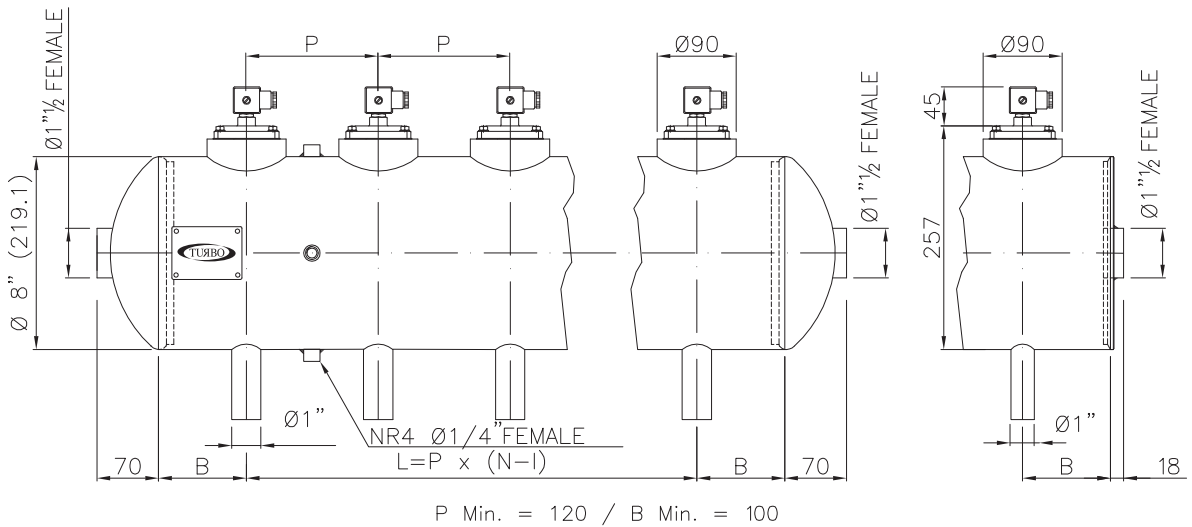 P
P
Ø90
Ø90
Ø1"½ FEMALE
Ø 8" (219.1)
TURBO
Ø1"½ FEMALE
45
257
Ø1"½ FEMALE
Ø1"
NR4 Ø1/4"FEMALE
Ø1"
70
B
L=P x (N-I)
B
70
B
18
P Min. = 120 / B Min. = 100